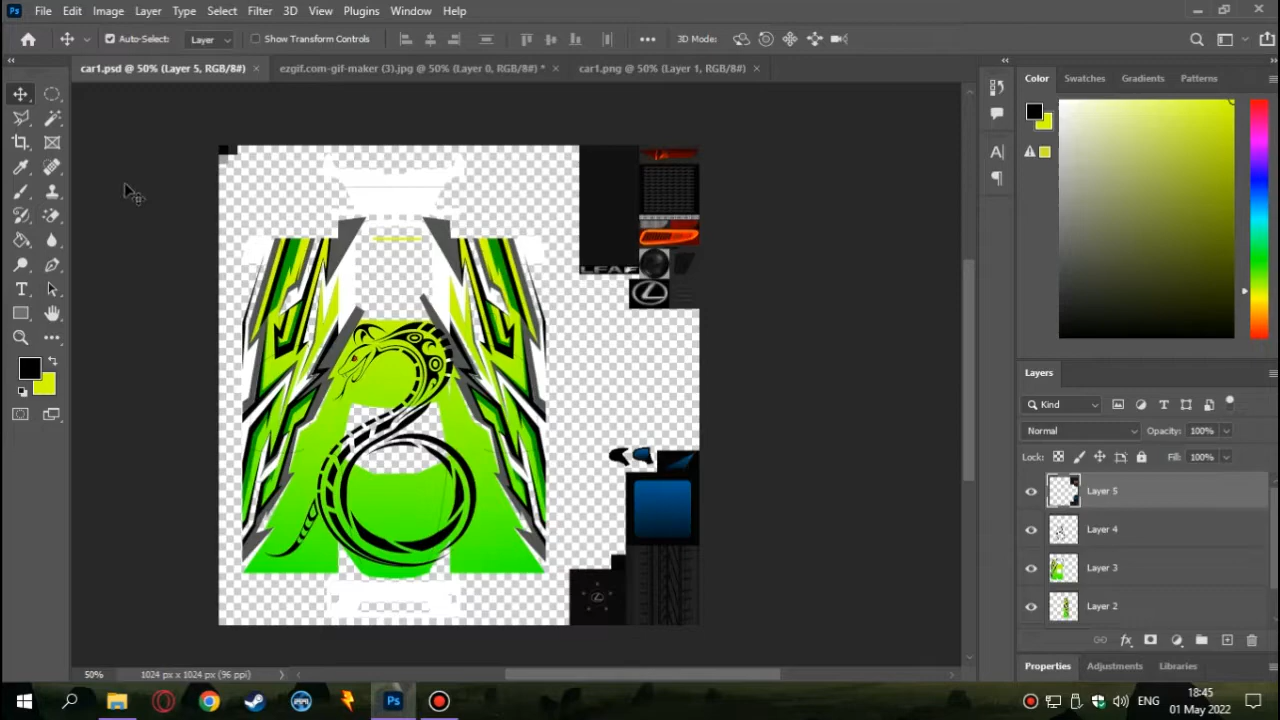 Ps File Edit Image Layer Type Select Filter 3D View Plugins Window Help
Auto-Select: Layer Show Transform Controls 3D Mode:
car1.psd @ 50% (Layer 5, RGB/8#) × ezgif.com-gif-maker (3).jpg @ 50% (Layer 0, RGB/8#) * × car1.png @ 50% (Layer 1, RGB/8#) ×
Color Swatches Gradients Patterns
LEAF
Layers
Kind
Normal Opacity: 100%
Lock: Fill: 100%
Layer 5
Layer 4
Layer 3
Layer 2
fx
Properties Adjustments Libraries
50% 1024 px x 1024 px (96 ppi)
Ps ENG 18:45
01 May 2022